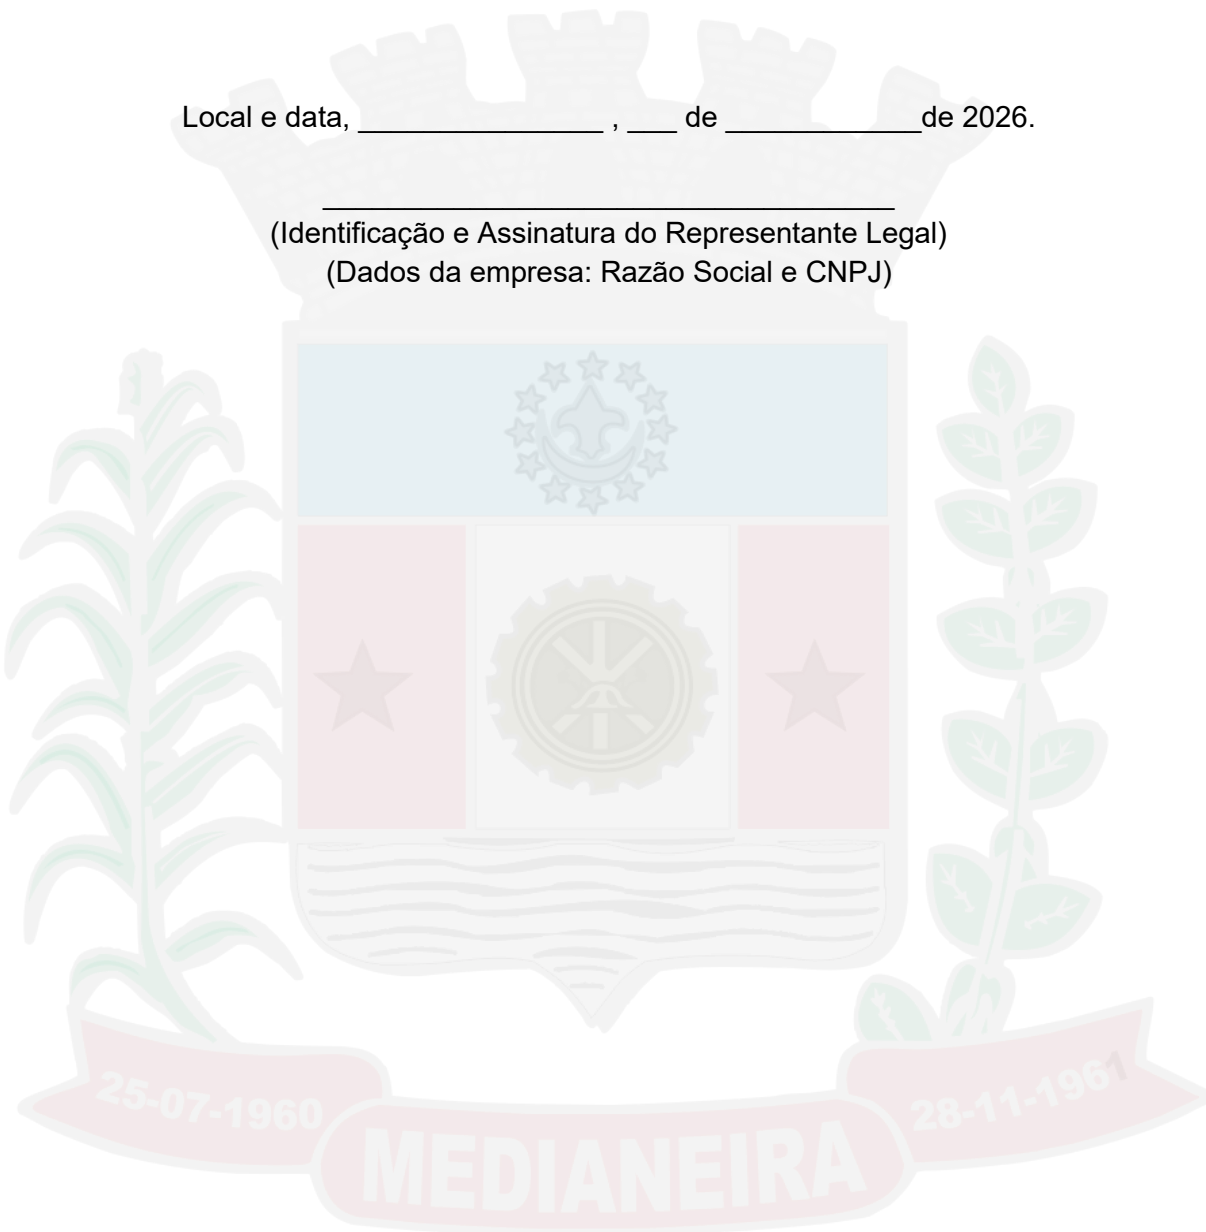 Local e data, _______________ , ___ de ____________de 2026.
___________________________________
(Identificação e Assinatura do Representante Legal)
(Dados da empresa: Razão Social e CNPJ)
25-07-1960
28-11-1961
MEDIANEIRA